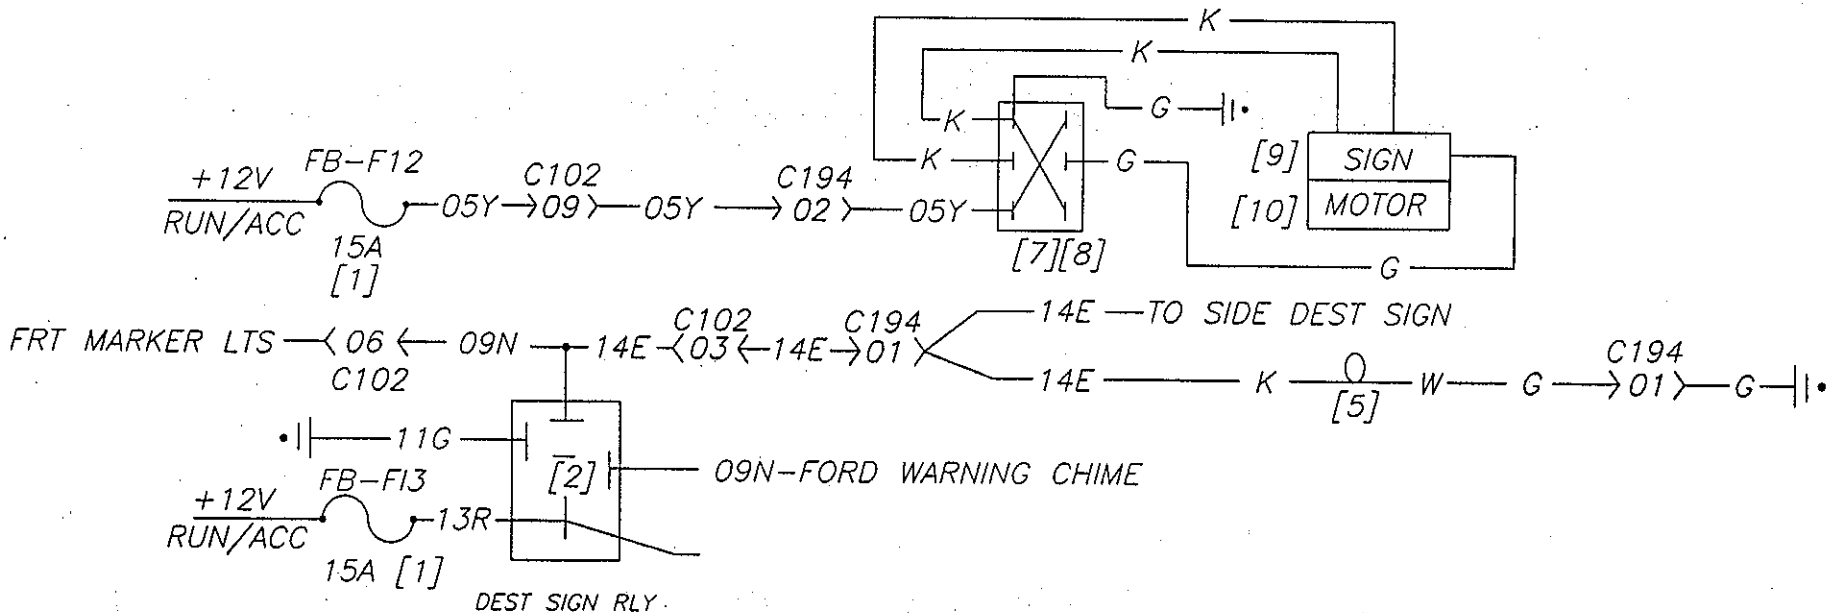 K
K
G
K
[9] SIGN
FB-F12
K
G
+12V
C102
C194
05Y 09 05Y 02 05Y
[10] MOTOR
RUN/ACC
15A
[7][8]
[1]
G
14E TO SIDE DEST SIGN
C102
C194
FRT MARKER LTS 06 09N 14E 03 14E 01
C194
C102
14E K W G 01 G
[5]
11G
[2]
09N-FORD WARNING CHIME
FB-FI3
+12V
13R
RUN/ACC
15A [1]
DEST SIGN RLY